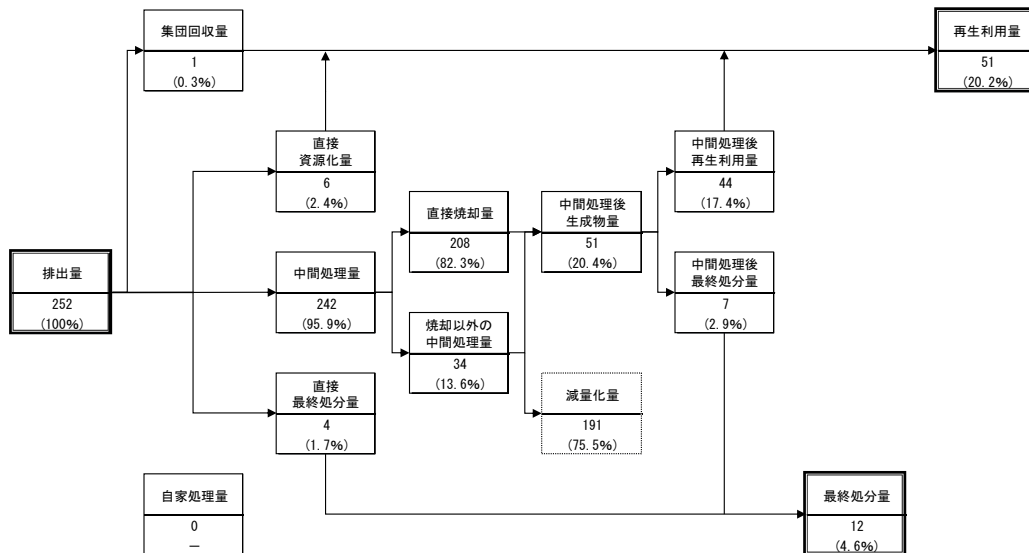 集団回収量
1
(0.3%)
再生利用量
51
(20.2%)
直接
資源化量
6
(2.4%)
中間処理後
再生利用量
44
(17.4%)
直接焼却量
208
(82.3%)
中間処理後
生成物量
51
(20.4%)
排出量
252
(100%)
中間処理量
242
(95.9%)
中間処理後
最終処分量
7
(2.9%)
焼却以外の
中間処理量
34
(13.6%)
直接
最終処分量
4
(1.7%)
減量化量
191
(75.5%)
自家処理量
0
－
最終処分量
12
(4.6%)